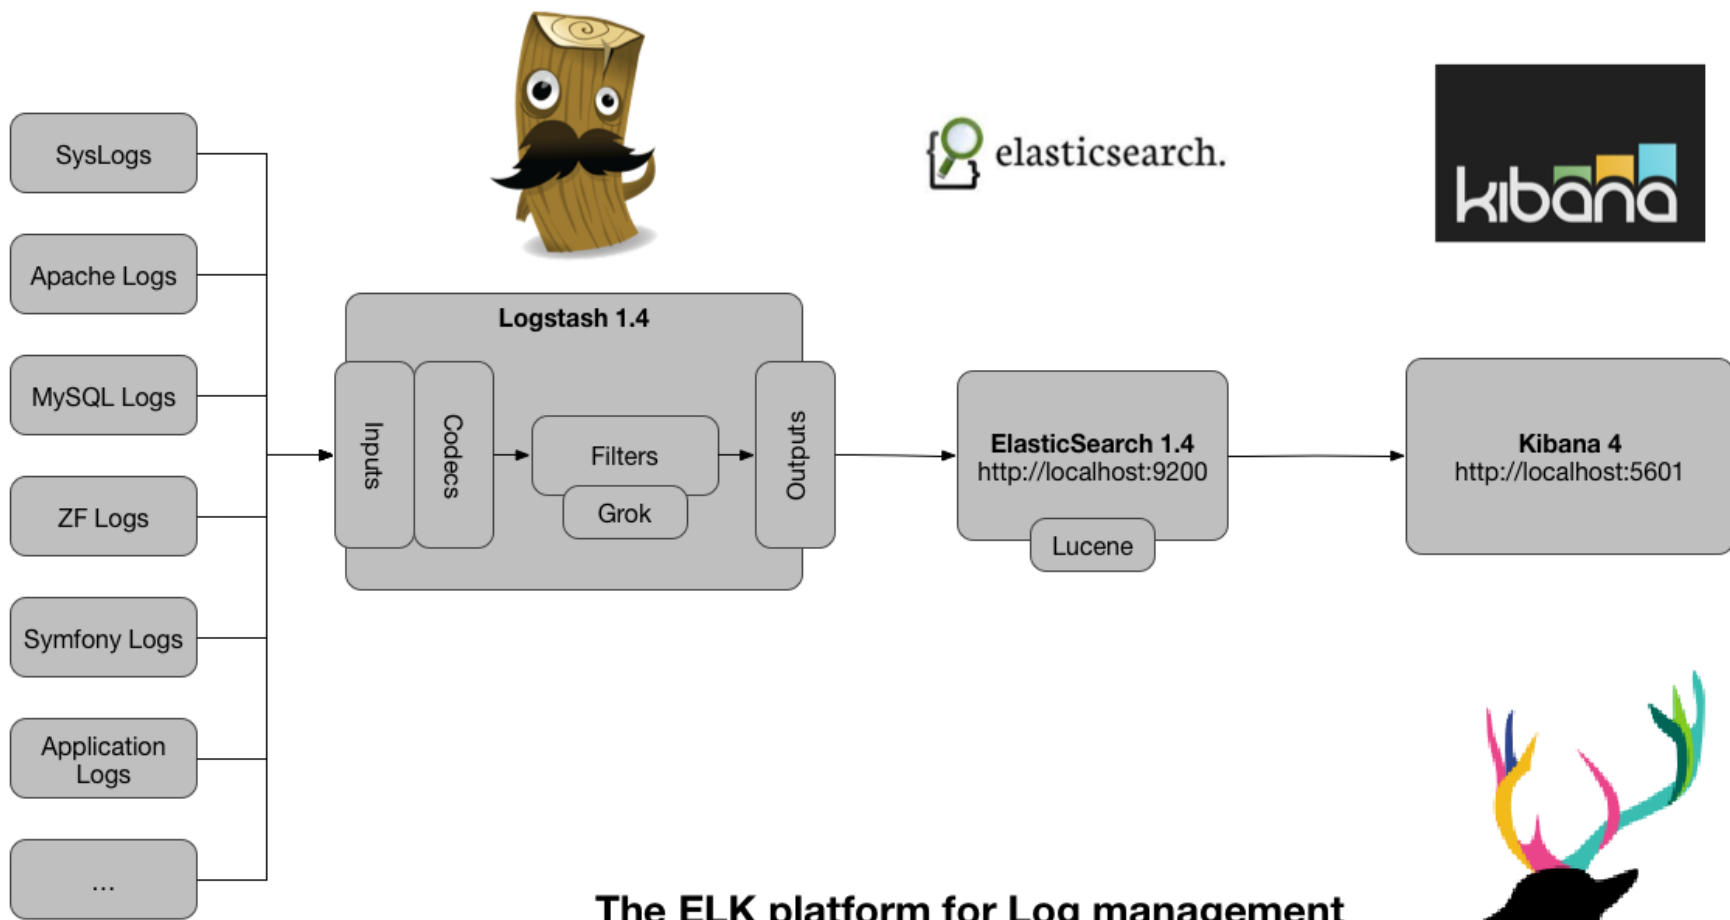 elasticsearch.
kibana
SysLogs
Apache Logs
MySQL Logs
ZF Logs
Symfony Logs
Application
Logs
...
Logstash 1.4
Inputs
Codecs
Filters
Grok
Outputs
ElasticSearch 1.4
http://localhost:9200
Lucene
Kibana 4
http://localhost:5601
The ELK platform for Log management